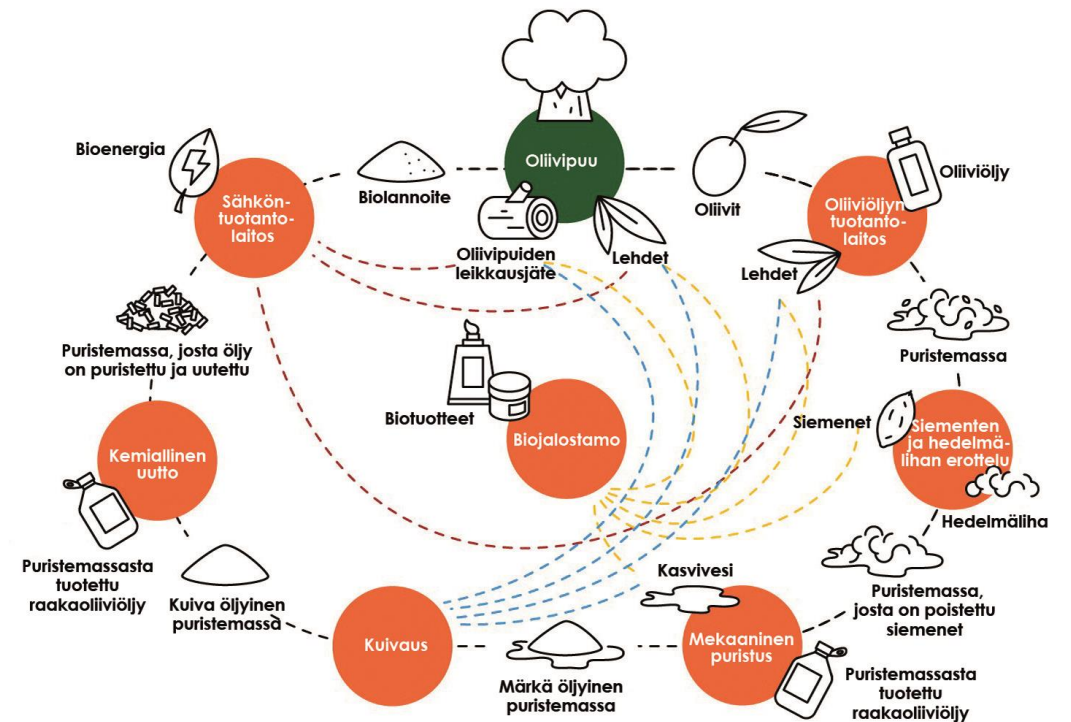 Oliivipuu
Bioenergia
Biolannoite
Oliivit
Oliiviöljy
Sähkön-
tuotanto-
laitos
Oliiviöljyn
tuotanto-
laitos
Oliivipuiden
leikkausjäte
Lehdet
Lehdet
Puristemassa, josta öljy
on puristettu ja uutettu
Puristemassa
Biotuotteet
Biojalostamo
Siemenet
Siementen
ja hedelmä-
lihan erottelu
Hedelmäliha
Kemiallinen
uutto
Puristemassasta
tuotettu
raakaoliiviöljy
Kuiva öljyinen
puristemassa
Kuivaus
Märkä öljyinen
puristemassa
Kasvivesi
Mekaaninen
puristus
Puristemassa,
josta on poistettu
siemenet
Puristemassasta
tuotettu
raakaoliiviöljy